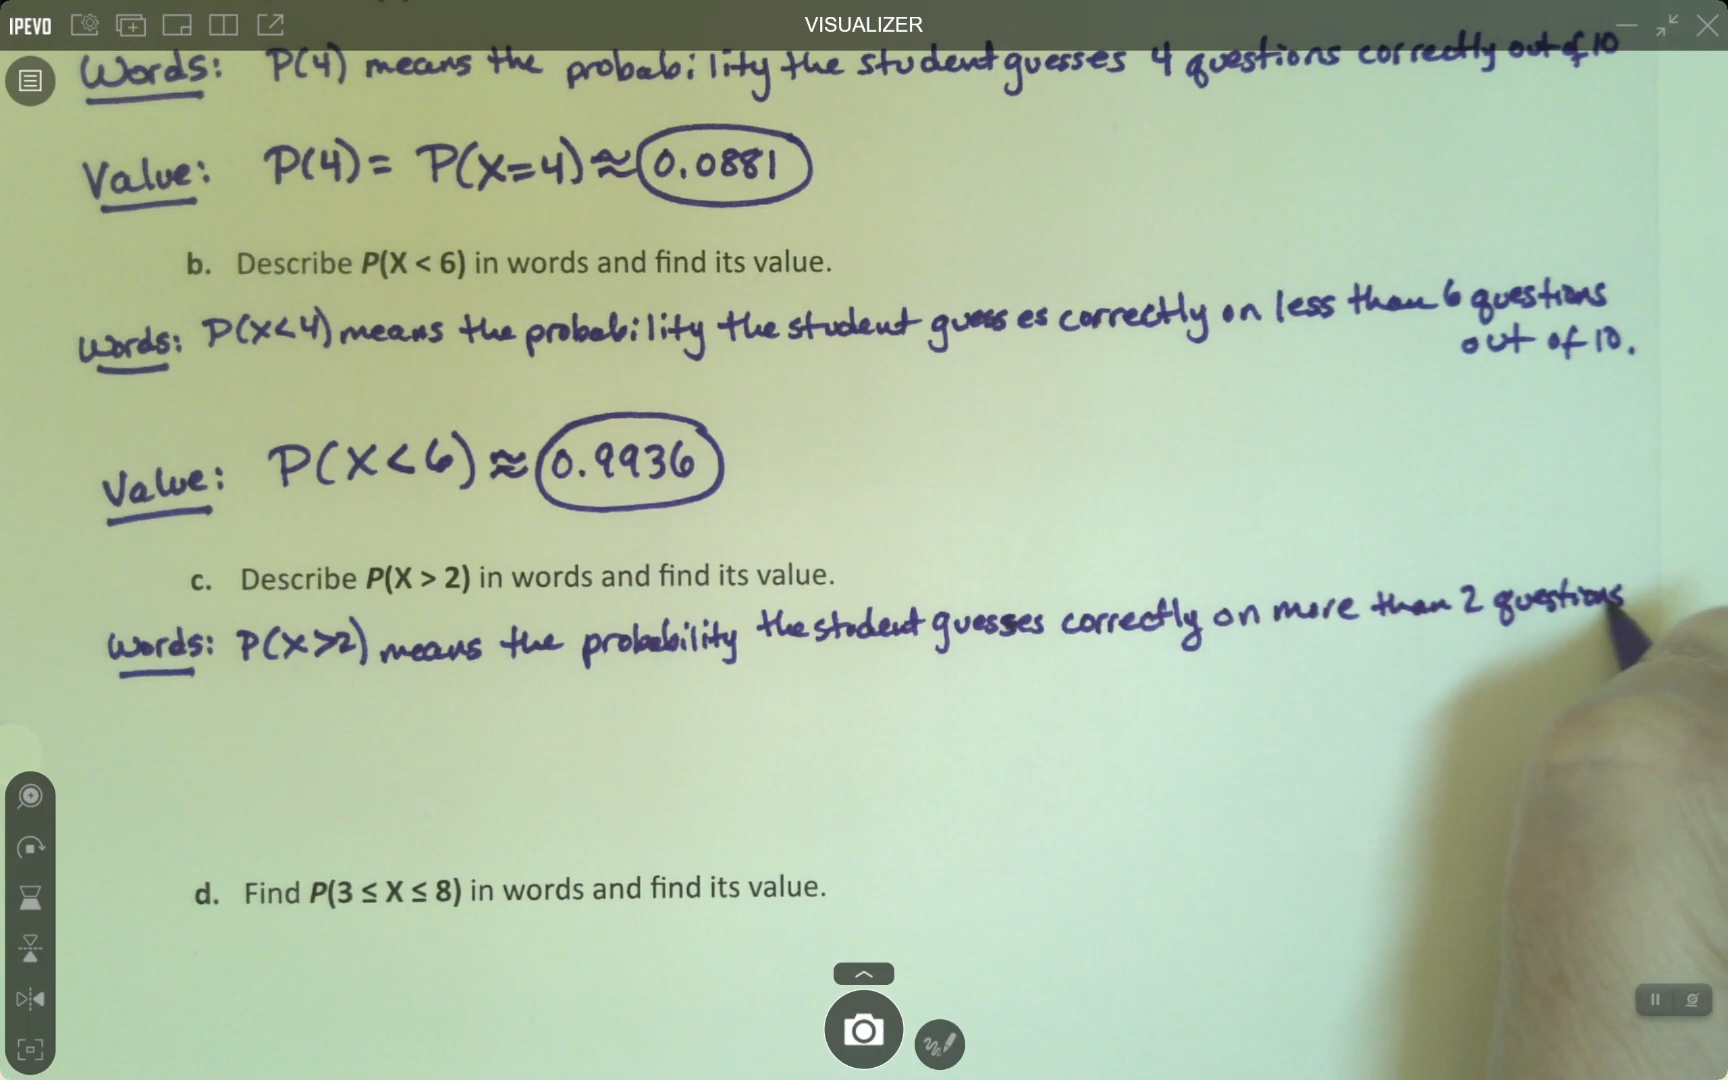 IPEVO
VISUALIZER
Words: P(4) means the probability the student guesses 4 questions correctly out of 10
Value: P(4) = P(X=4) ≈ 0.0881
b. Describe P(X < 6) in words and find its value.
Words: P(X<4) means the probability the student guesses correctly on less than 6 questions
out of 10.
Value: P(X<6) ≈ 0.9936
c. Describe P(X > 2) in words and find its value.
Words: P(X>2) means the probability the student guesses correctly on more than 2 questions
d. Find P(3 ≤ X ≤ 8) in words and find its value.